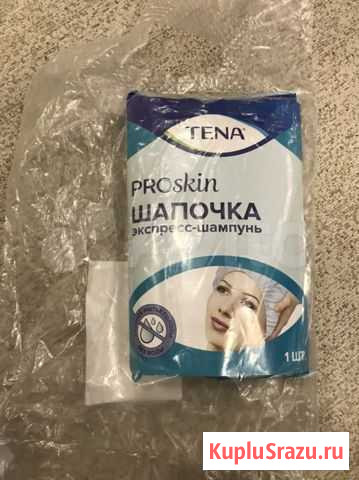 TENA
PROskin
ШАПОЧКА
экспресс-шампунь
1 шт
KupluSrazu.ru